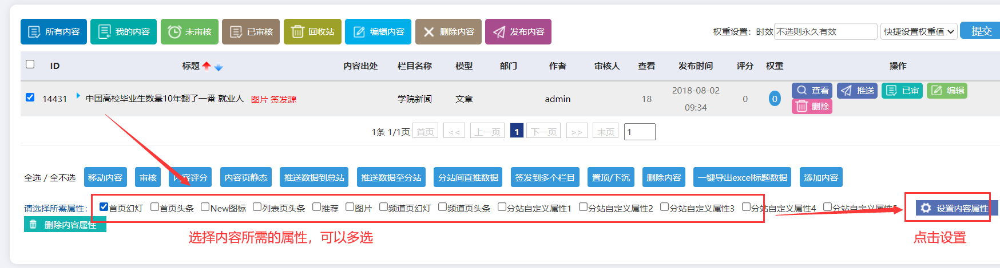 所有内容 我的内容 未审核 已审核 回收站 编辑内容 删除内容 发布内容 权重设置：时效 不选则永久有效 快捷设置权重值 提交
ID 标题 内容出处 栏目名称 模型 部门 作者 审核人 查看 发布时间 评分 权重 操作
14431 中国高校毕业生数量10年翻了一番 就业人 图片 签发源 学院新闻 文章 admin 18 2018-08-02 09:34 0 0 查看 推送 已审 编辑
删除
1条 1/1页 首页 << 上一页 1 下一页 >> 末页 1
全选 / 全不选 移动内容 审核 内容评分 内容页静态 推送数据到总站 推送数据至分站 分站间直推数据 签发到多个栏目 置顶/下沉 删除内容 一键导出excel标题数据 添加内容
请选择所需属性： 首页幻灯 首页头条 New图标 列表页头条 推荐 图片 频道页幻灯 频道页头条 分站自定义属性1 分站自定义属性2 分站自定义属性3 分站自定义属性4 分站自定义属性5 设置内容属性
删除内容属性
选择内容所需的属性，可以多选
点击设置